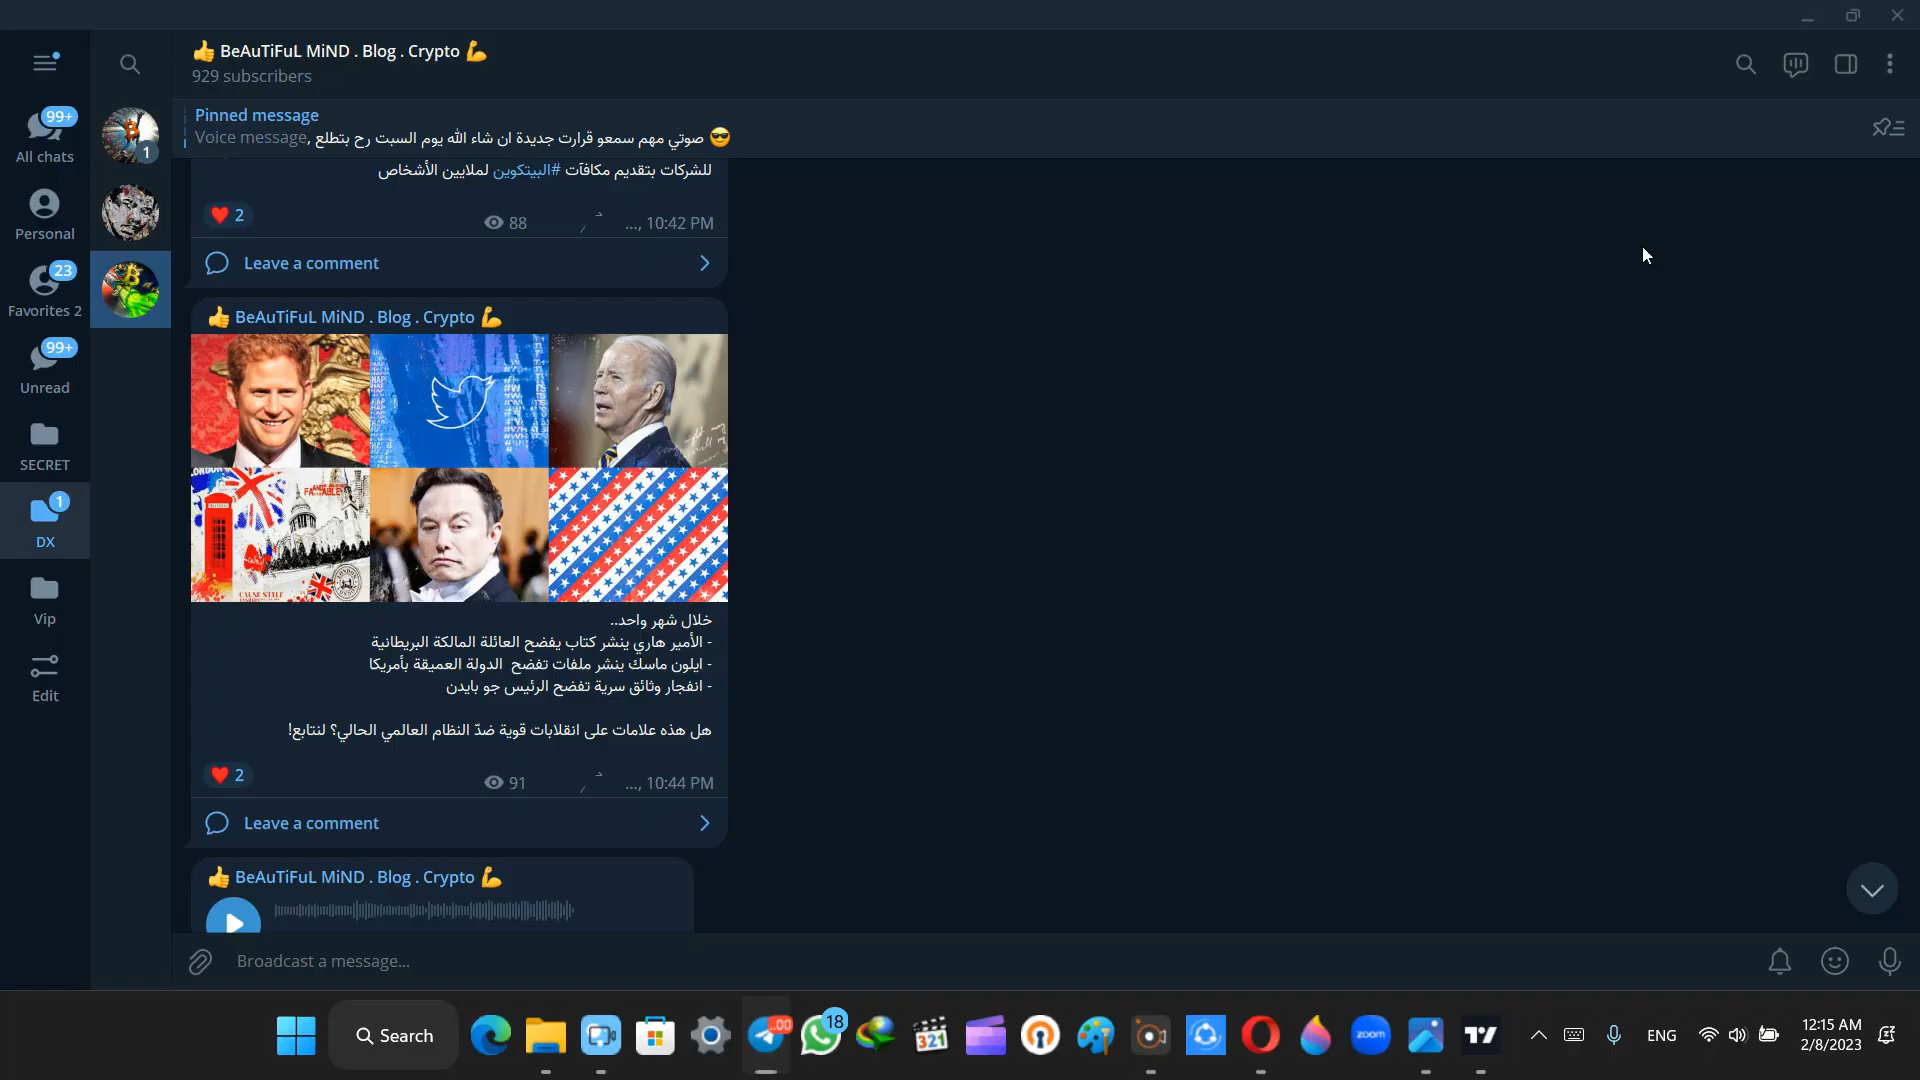 👍 BeAuTiFuL MiND . Blog . Crypto 💪
929 subscribers
Pinned message
Voice message, صوتي مهم سمعو قرارت جديدة ان شاء الله يوم السبت رح بتطلع 😎
99+
All chats
Personal
23
Favorites 2
99+
Unread
SECRET
1
DX
Vip
Edit
1
للشركات بتقديم مكافآت #البيتكوين لملايين الأشخاص
❤️ 2
88
..., 10:42 PM
Leave a comment
👍 BeAuTiFuL MiND . Blog . Crypto 💪
خلال شهر واحد..
- الأمير هاري ينشر كتاب يفضح العائلة المالكة البريطانية
- ايلون ماسك ينشر ملفات تفضح الدولة العميقة بأمريكا
- انفجار وثائق سرية تفضح الرئيس جو بايدن
هل هذه علامات على انقلابات قوية ضدّ النظام العالمي الحالي؟ لنتابع!
❤️ 2
91
..., 10:44 PM
Leave a comment
👍 BeAuTiFuL MiND . Blog . Crypto 💪
Broadcast a message...
Search
..00
18
321
zoom
ENG
12:15 AM
2/8/2023